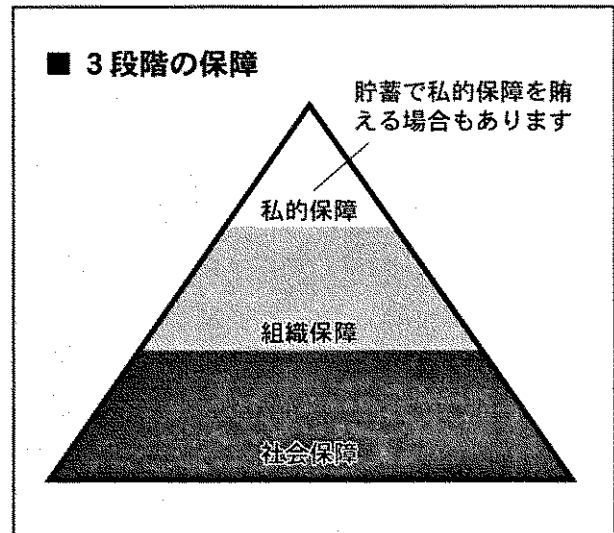 ■ 3段階の保障
貯蓄で私的保障を賄
える場合もあります
私的保障
組織保障
社会保障